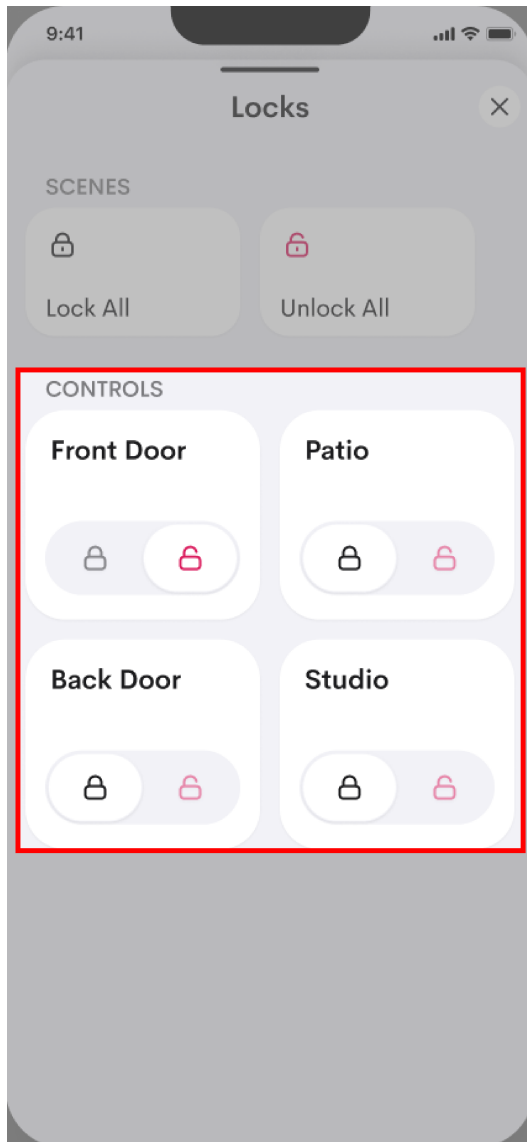 9:41
Locks
SCENES
Lock All
Unlock All
CONTROLS
Front Door
Patio
Back Door
Studio